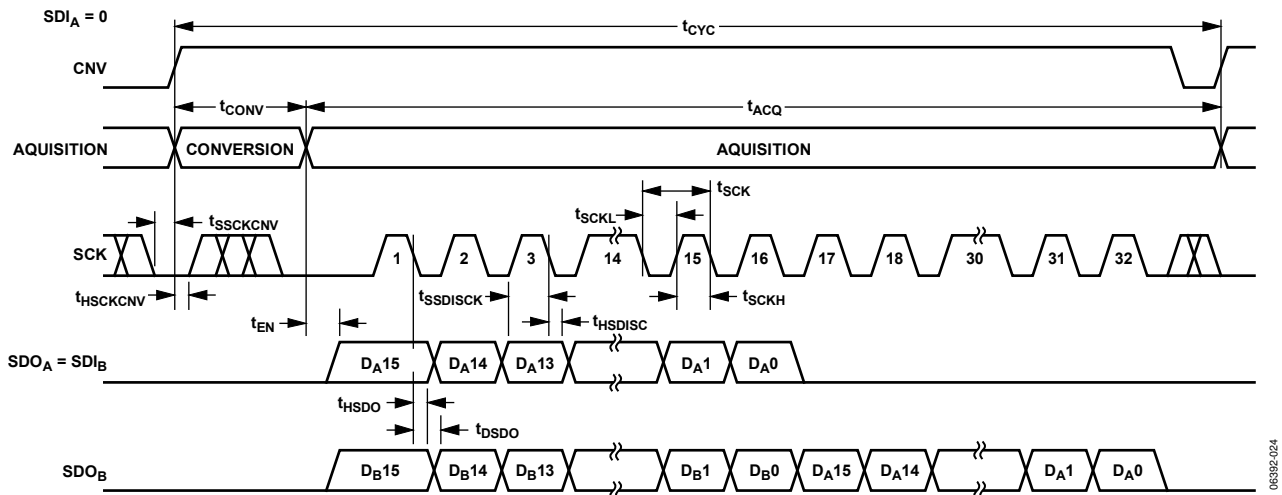 SDIA = 0
tCYC
CNV
tCONV
tACQ
AQUISITION
CONVERSION
AQUISITION
tSCK
tSCKL
tSSCKCNV
SCK
1
2
3
14
15
16
17
18
30
31
32
tHSCKCNV
tSSDISCK
tSCKH
tEN
tHSDISC
SDOA = SDIB
DA15
DA14
DA13
DA1
DA0
tHSDO
tDSDO
SDOB
DB15
DB14
DB13
DB1
DB0
DA15
DA14
DA1
DA0
06392-024